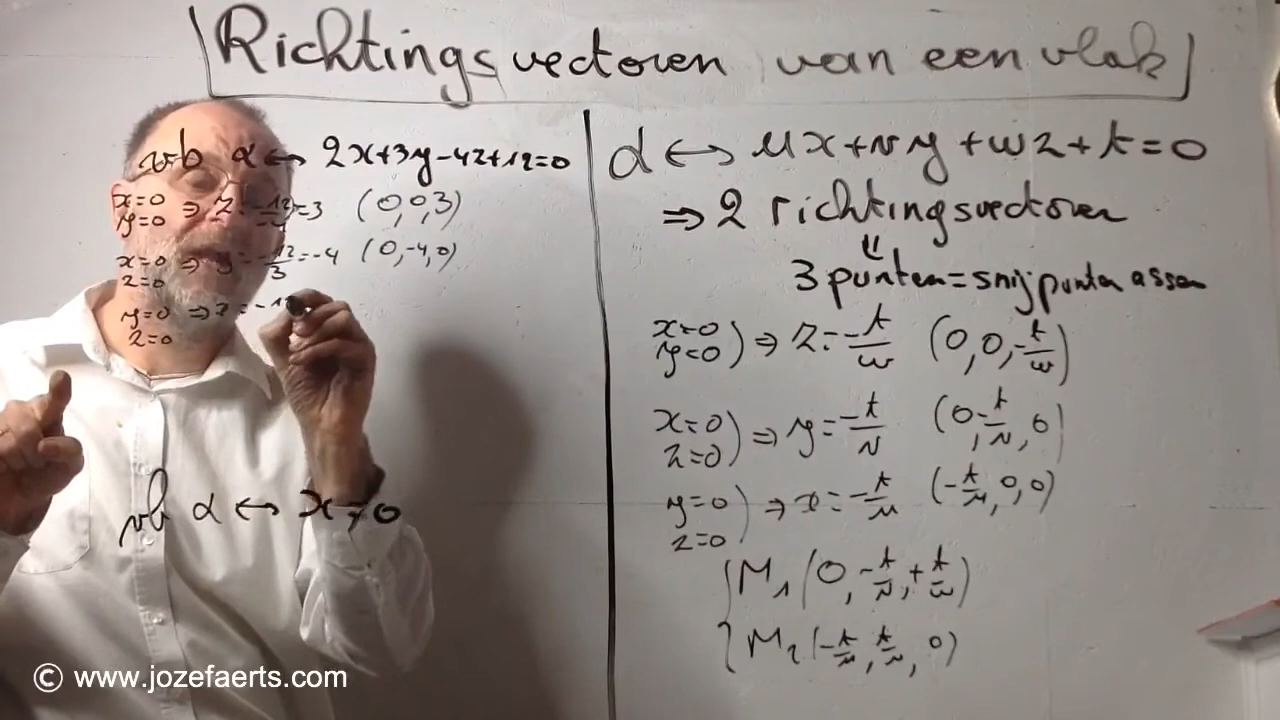 Richtingsvectoren van een vlak
vb α ↔ 2x+3y-4z+12=0
x=0
y=0 ⇒ z=-12/-4=3 (0,0,3)
x=0
z=0 ⇒ y=-12/3=-4 (0,-4,0)
y=0
z=0 ⇒ z=-12
vb α ↔ x=0
α ↔ ux+vy+wz+t=0
⇒ 2 richtingsvectoren
3 punten=snijpunten assen
x=0
y=0) ⇒ z=-t/w (0,0,-t/w)
x=0
z=0) ⇒ y=-t/v (0,-t/v,0)
y=0
z=0) ⇒ x=-t/u (-t/u,0,0)
M₁(0,-t/v,+t/w)
M₂(-t/u,t/v,0)
© www.jozefaerts.com